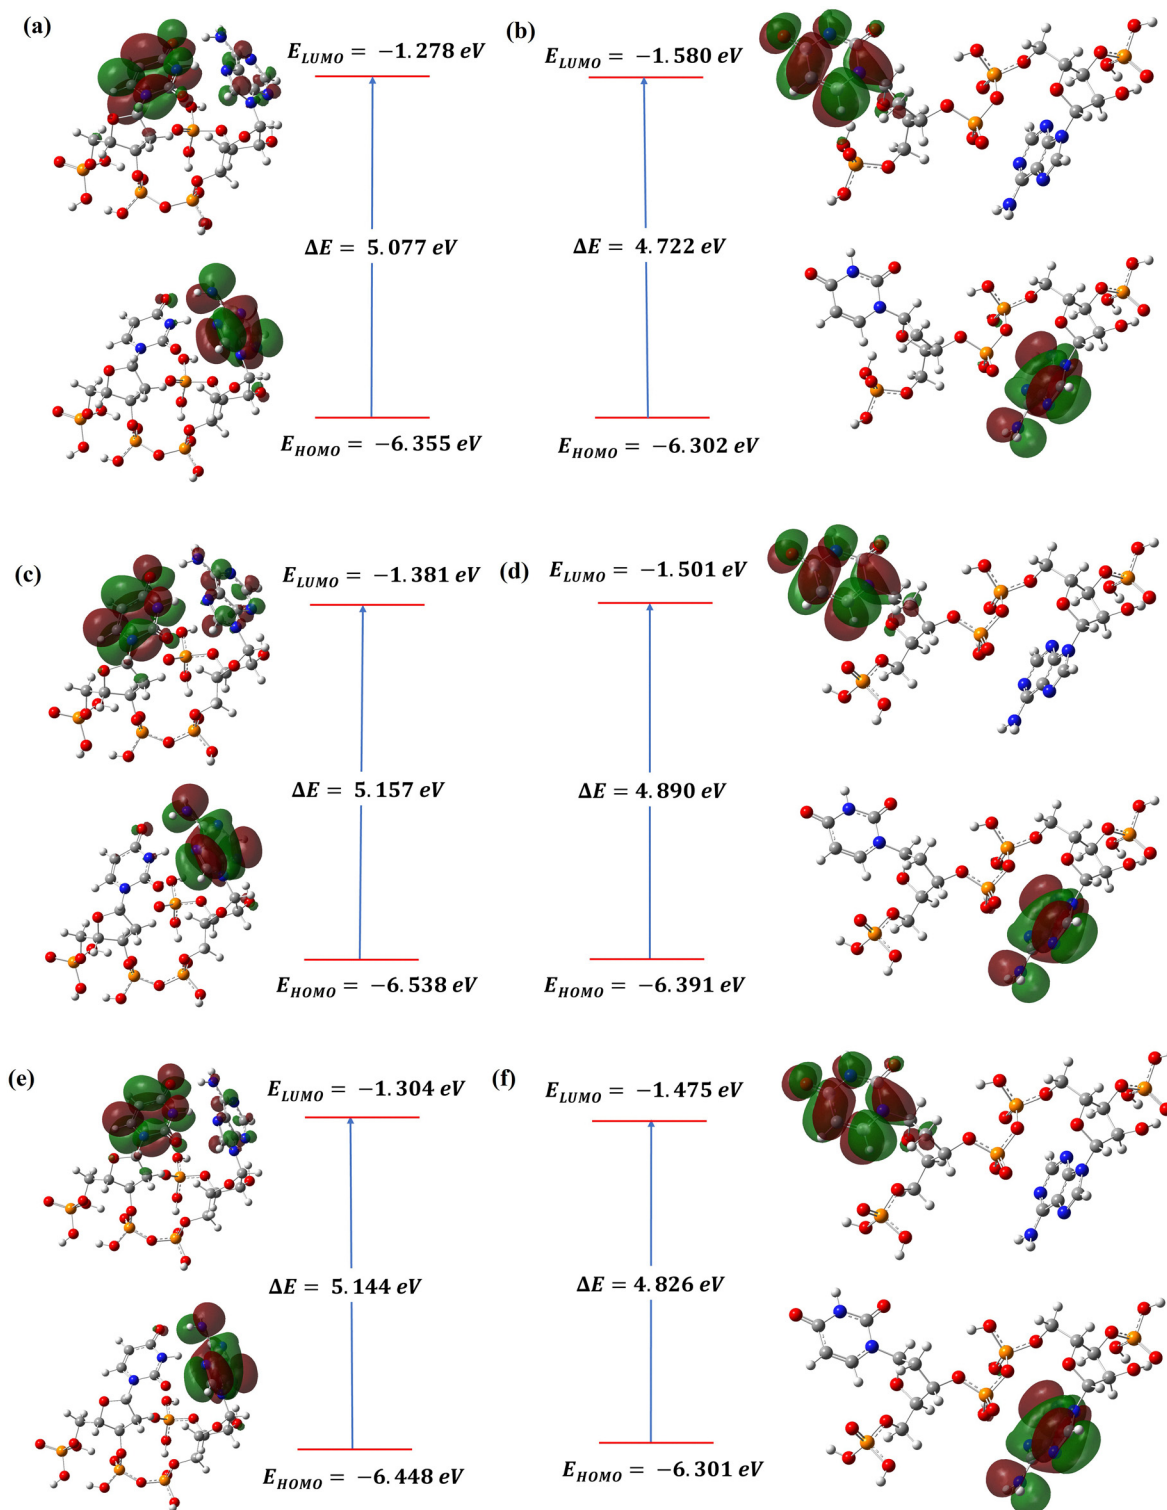 (a)
E_LUMO = −1.278 eV
ΔE = 5.077 eV
E_HOMO = −6.355 eV
(b)
E_LUMO = −1.580 eV
ΔE = 4.722 eV
E_HOMO = −6.302 eV
(c)
E_LUMO = −1.381 eV
ΔE = 5.157 eV
E_HOMO = −6.538 eV
(d)
E_LUMO = −1.501 eV
ΔE = 4.890 eV
E_HOMO = −6.391 eV
(e)
E_LUMO = −1.304 eV
ΔE = 5.144 eV
E_HOMO = −6.448 eV
(f)
E_LUMO = −1.475 eV
ΔE = 4.826 eV
E_HOMO = −6.301 eV